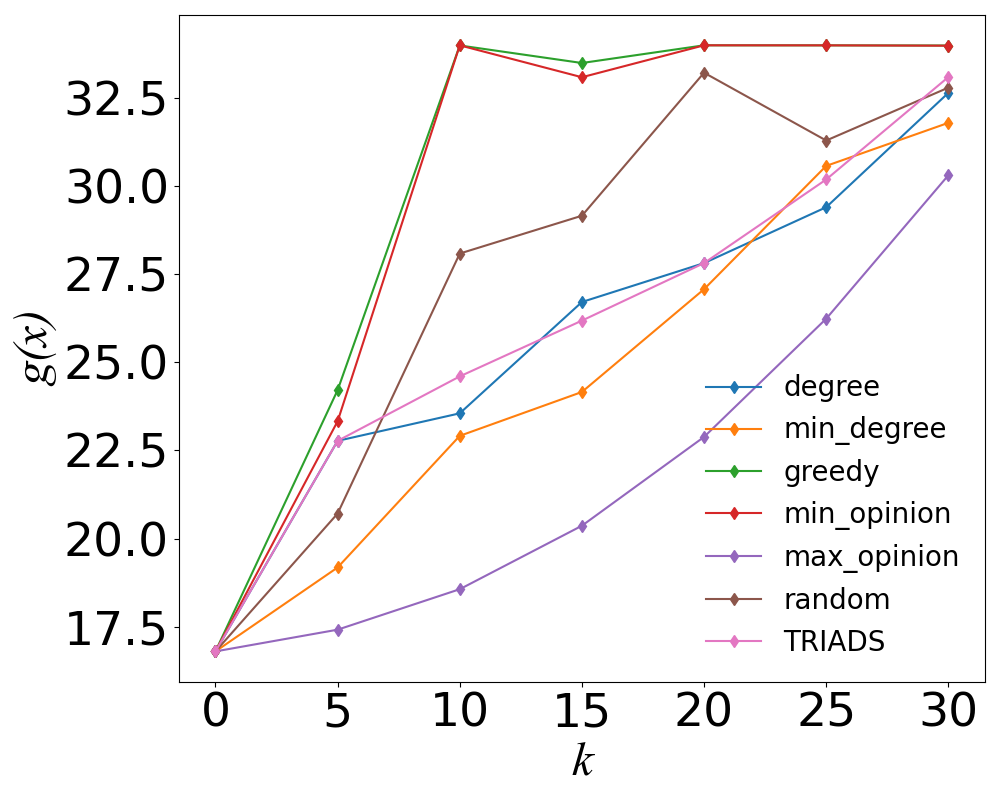 g(x)
32.5
30.0
27.5
25.0
22.5
20.0
17.5
degree
min_degree
greedy
min_opinion
max_opinion
random
TRIADS
0 5 10 15 20 25 30
k